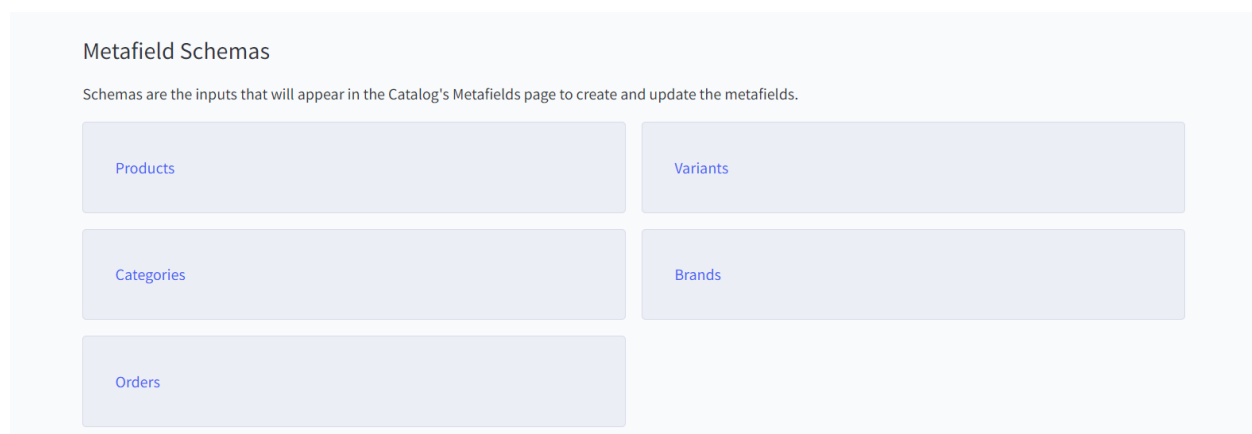 Metafield Schemas
Schemas are the inputs that will appear in the Catalog's Metafields page to create and update the metafields.
Products
Variants
Categories
Brands
Orders